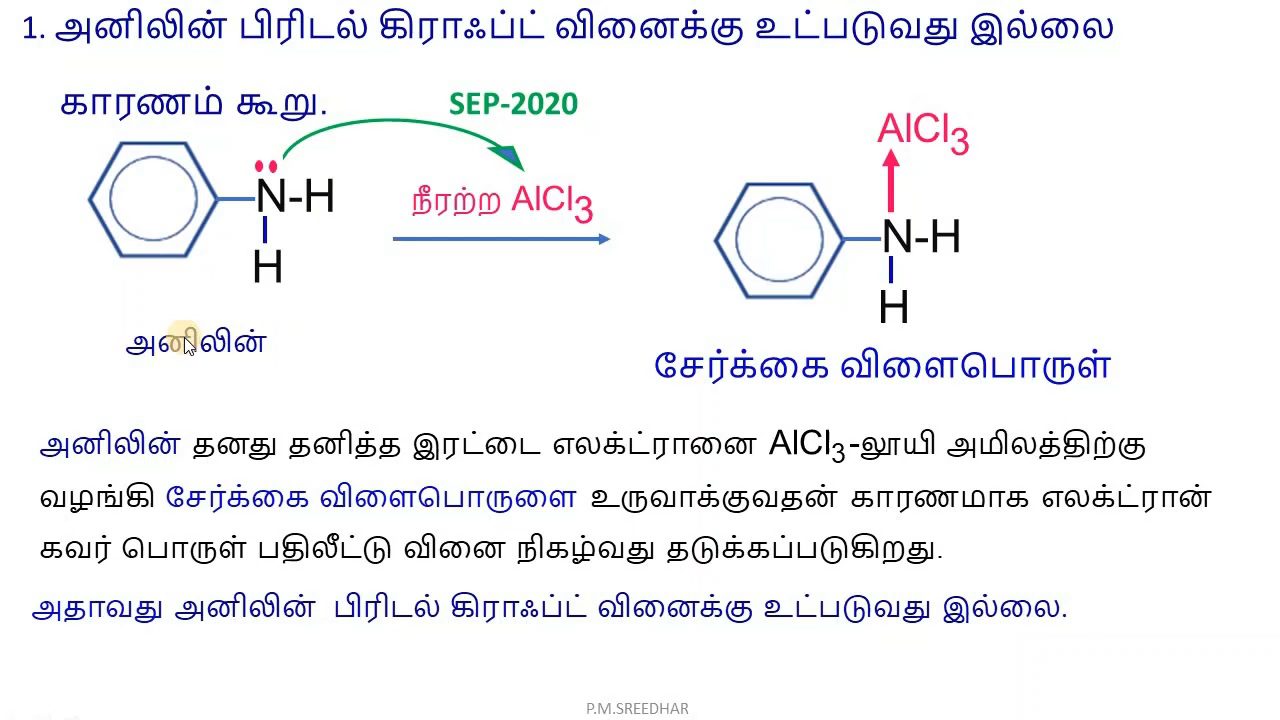 1. அனிலின் பிரிடல் கிராஃப்ட் வினைக்கு உட்படுவது இல்லை
காரணம் கூறு.
SEP-2020
AlCl3
N-H
H
நீரற்ற AlCl3
N-H
H
அனிலின்
சேர்க்கை விளைபொருள்
அனிலின் தனது தனித்த இரட்டை எலக்ட்ரானை AlCl3-லூயி அமிலத்திற்கு
வழங்கி சேர்க்கை விளைபொருளை உருவாக்குவதன் காரணமாக எலக்ட்ரான்
கவர் பொருள் பதிலீட்டு வினை நிகழ்வது தடுக்கப்படுகிறது.
அதாவது அனிலின் பிரிடல் கிராஃப்ட் வினைக்கு உட்படுவது இல்லை.
P.M.SREEDHAR